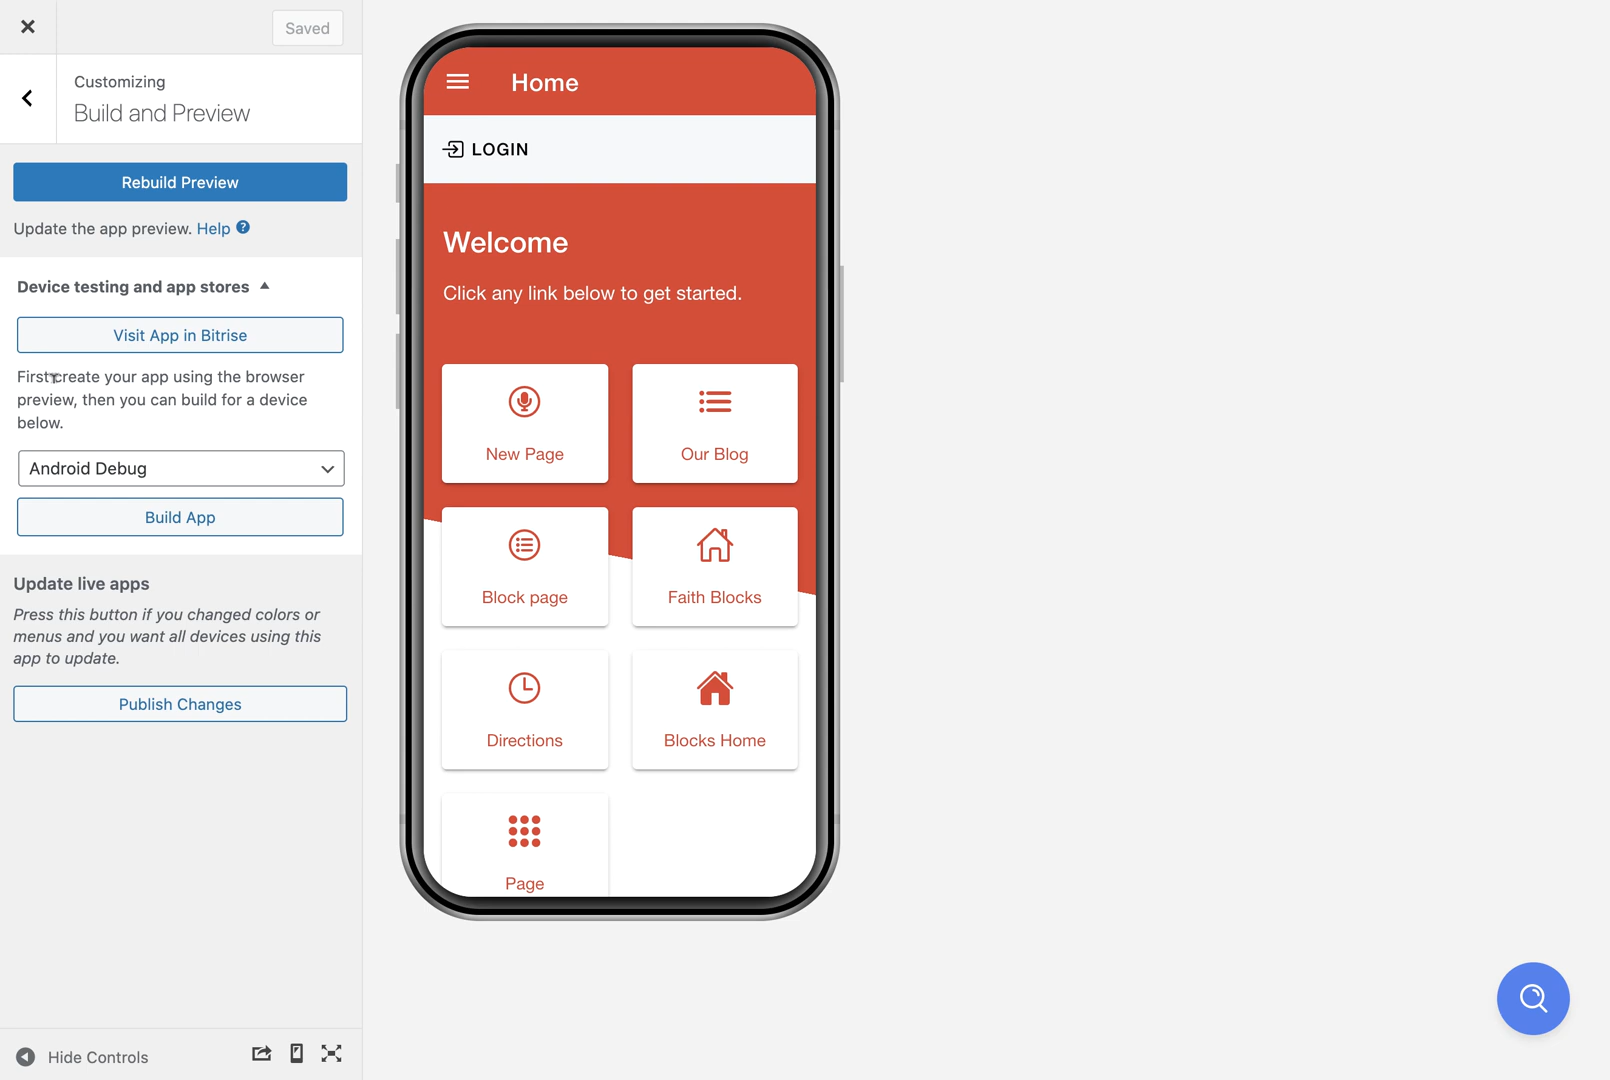 Saved
Customizing
Build and Preview
Rebuild Preview
Update the app preview. Help ?
Device testing and app stores
Visit App in Bitrise
First create your app using the browser
preview, then you can build for a device
below.
Android Debug
Build App
Update live apps
Press this button if you changed colors or
menus and you want all devices using this
app to update.
Publish Changes
Hide Controls
Home
LOGIN
Welcome
Click any link below to get started.
New Page
Our Blog
Block page
Faith Blocks
Directions
Blocks Home
Page